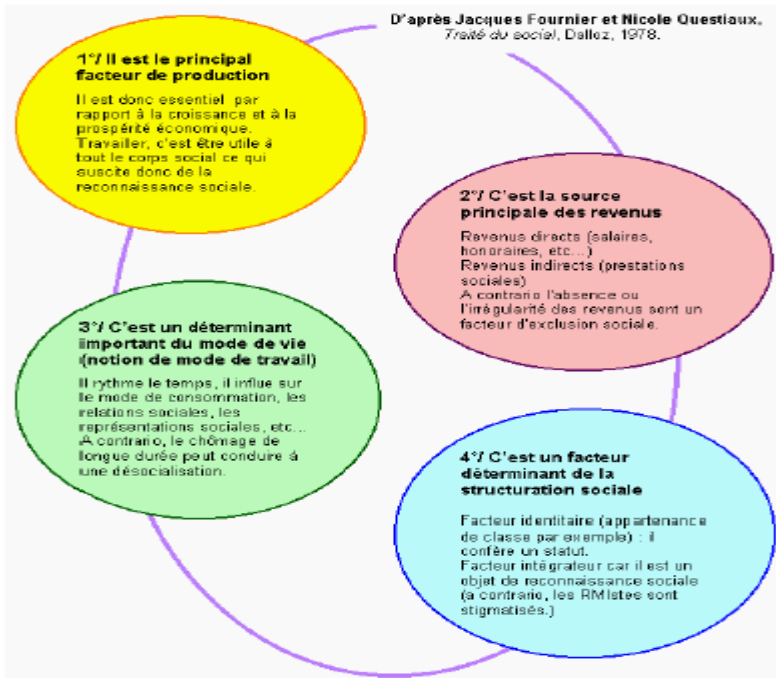 D'après Jacques Fournier et Nicole Questiaux,
Traité du social, Dalloz, 1978.
1°/ Il est le principal
facteur de production
Il est donc essentiel par
rapport à la croissance et à la
prospérité économique.
Travailler, c'est être utile à
tout le corps social ce qui
suscite donc de la
reconnaissance sociale.
2°/ C'est la source
principale des revenus
Revenus directs (salaires,
honoraires, etc...)
Revenus indirects (prestations
sociales)
A contrario l'absence ou
l'irrégularité des revenus sont un
facteur d'exclusion sociale.
3°/ C'est un déterminant
important du mode de vie
(notion de mode de travail)
Il rythme le temps, il influe sur
le mode de consommation, les
relations sociales, les
représentations sociales, etc...
A contrario, le chômage de
longue durée peut conduire à
une désocialisation.
4°/ C'est un facteur
déterminant de la
structuration sociale
Facteur identitaire (appartenance
de classe par exemple) : il
confère un statut.
Facteur intégrateur car il est un
objet de reconnaissance sociale
(a contrario, les RMIstes sont
stigmatisés.)